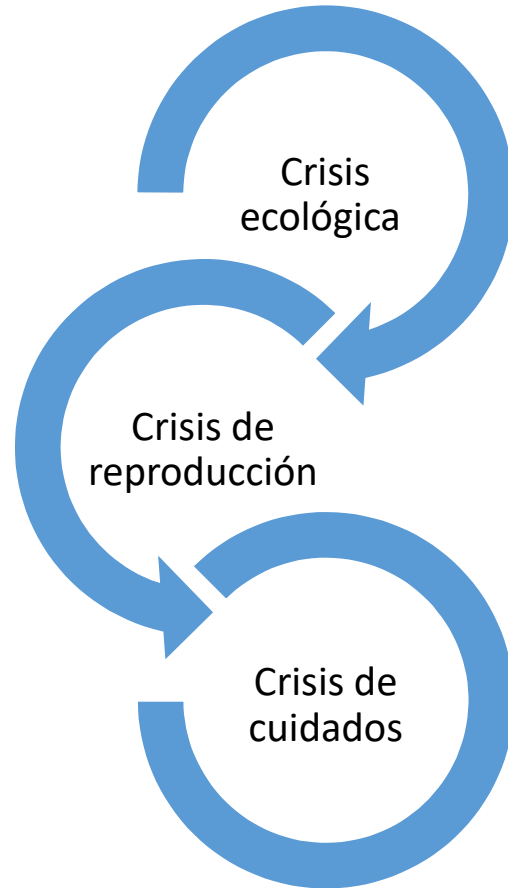 Crisis
ecológica
Crisis de
reproducción
Crisis de
cuidados